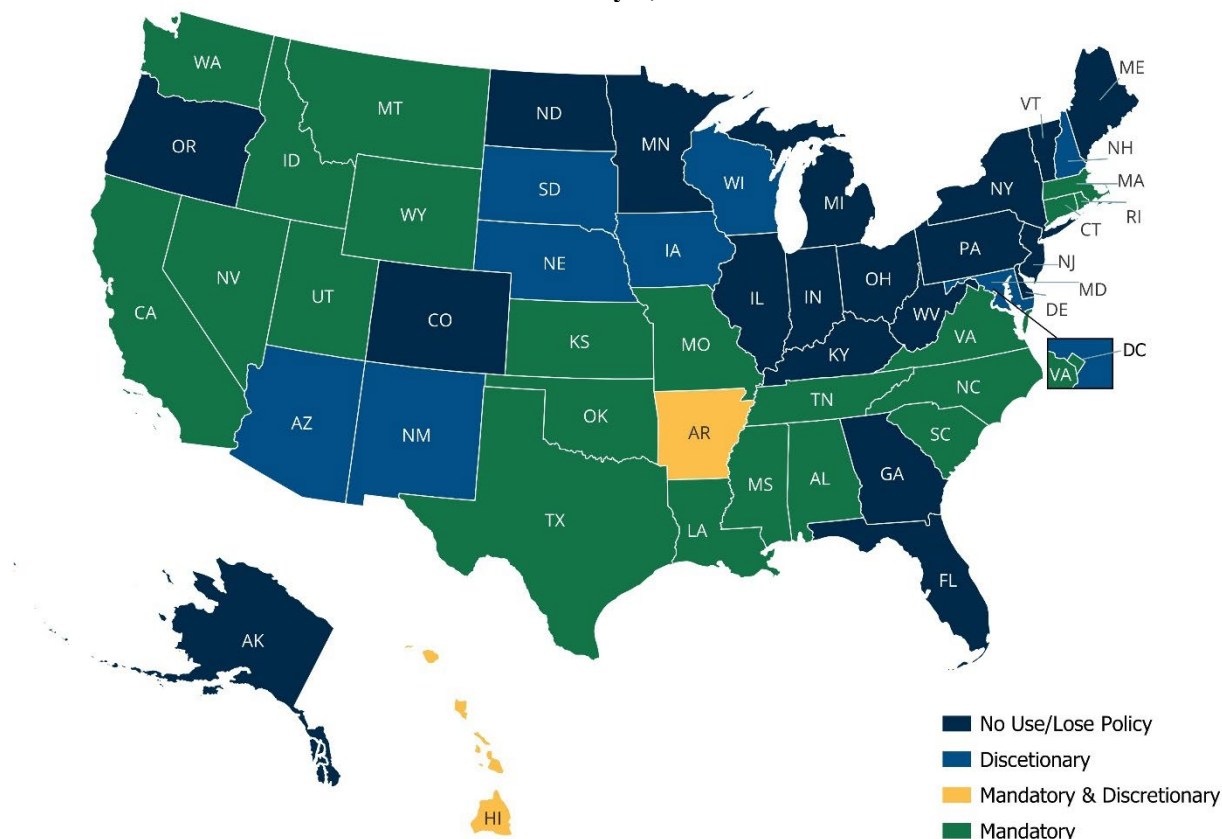 WA
ME
MT
ND
VT
OR
MN
ID
NH
SD
WI
NY
MA
WY
MI
RI
CT
IA
PA
NE
NJ
NV
OH
MD
UT
IL
IN
DE
CA
CO
WV
KS
MO
VA
KY
DC
VA
NC
TN
OK
AZ
NM
AR
SC
MS
AL
GA
TX
LA
FL
AK
HI
No Use/Lose Policy
Discetionary
Mandatory & Discretionary
Mandatory